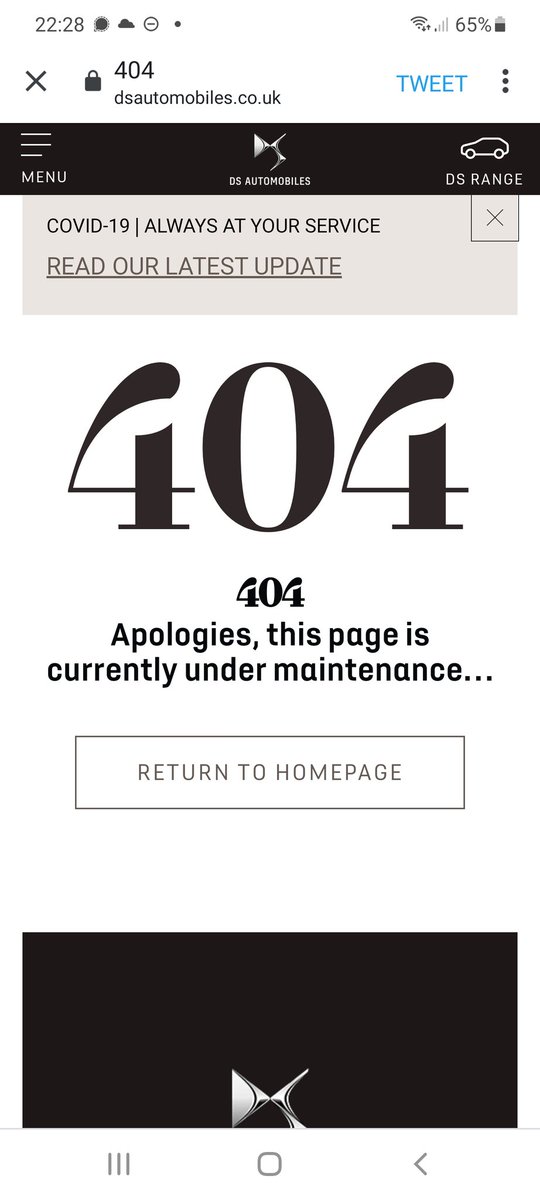 22:28 65%
404
dsautomobiles.co.uk
TWEET
MENU
DS AUTOMOBILES
DS RANGE
COVID-19 | ALWAYS AT YOUR SERVICE
READ OUR LATEST UPDATE
404
404
Apologies, this page is
currently under maintenance...
RETURN TO HOMEPAGE